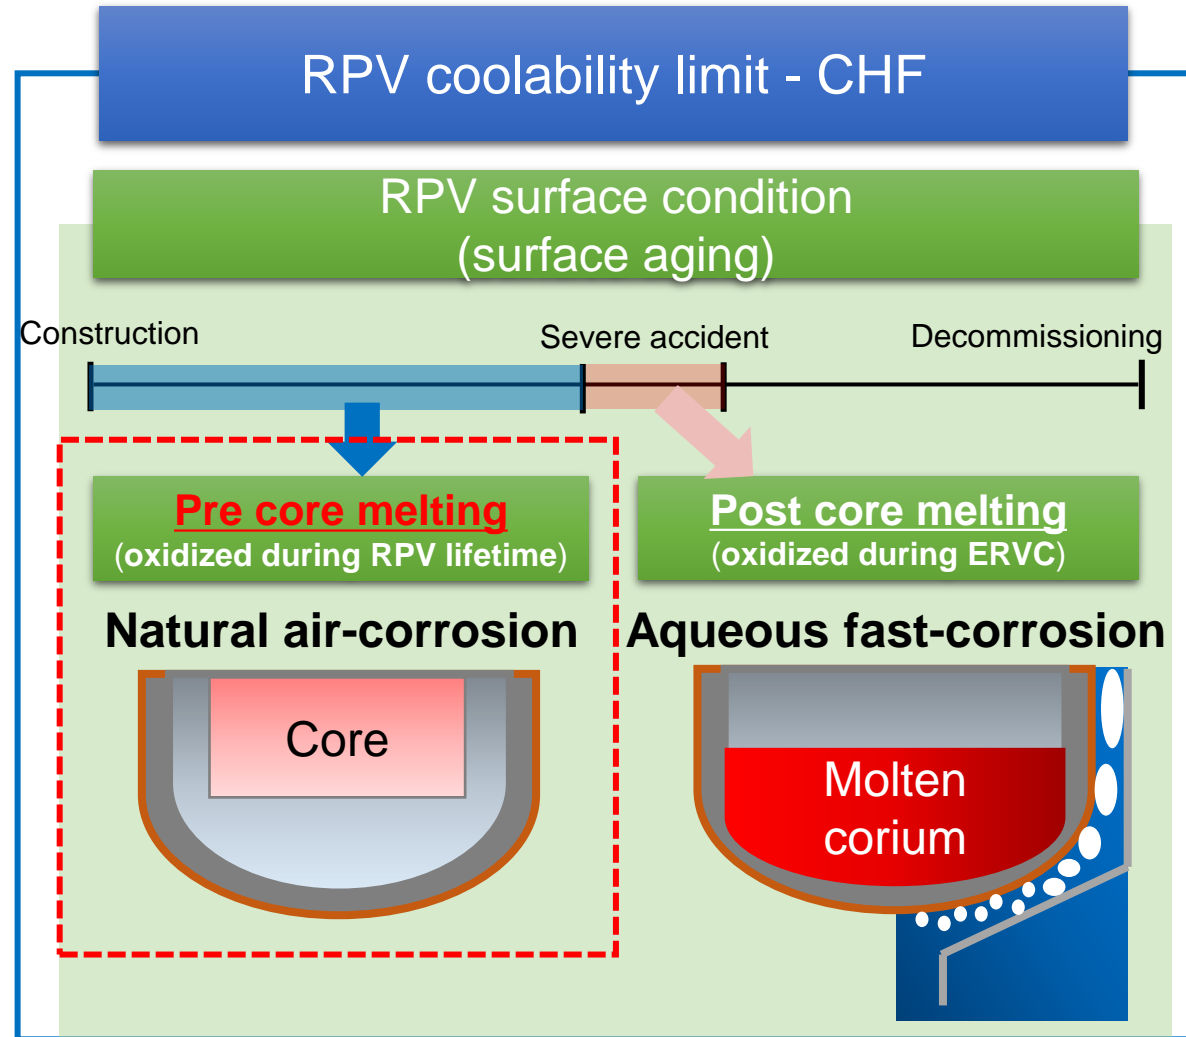 RPV coolability limit - CHF
RPV surface condition
(surface aging)
Construction
Severe accident
Decommissioning
Pre core melting
(oxidized during RPV lifetime)
Post core melting
(oxidized during ERVC)
Natural air-corrosion
Aqueous fast-corrosion
Core
Molten
corium